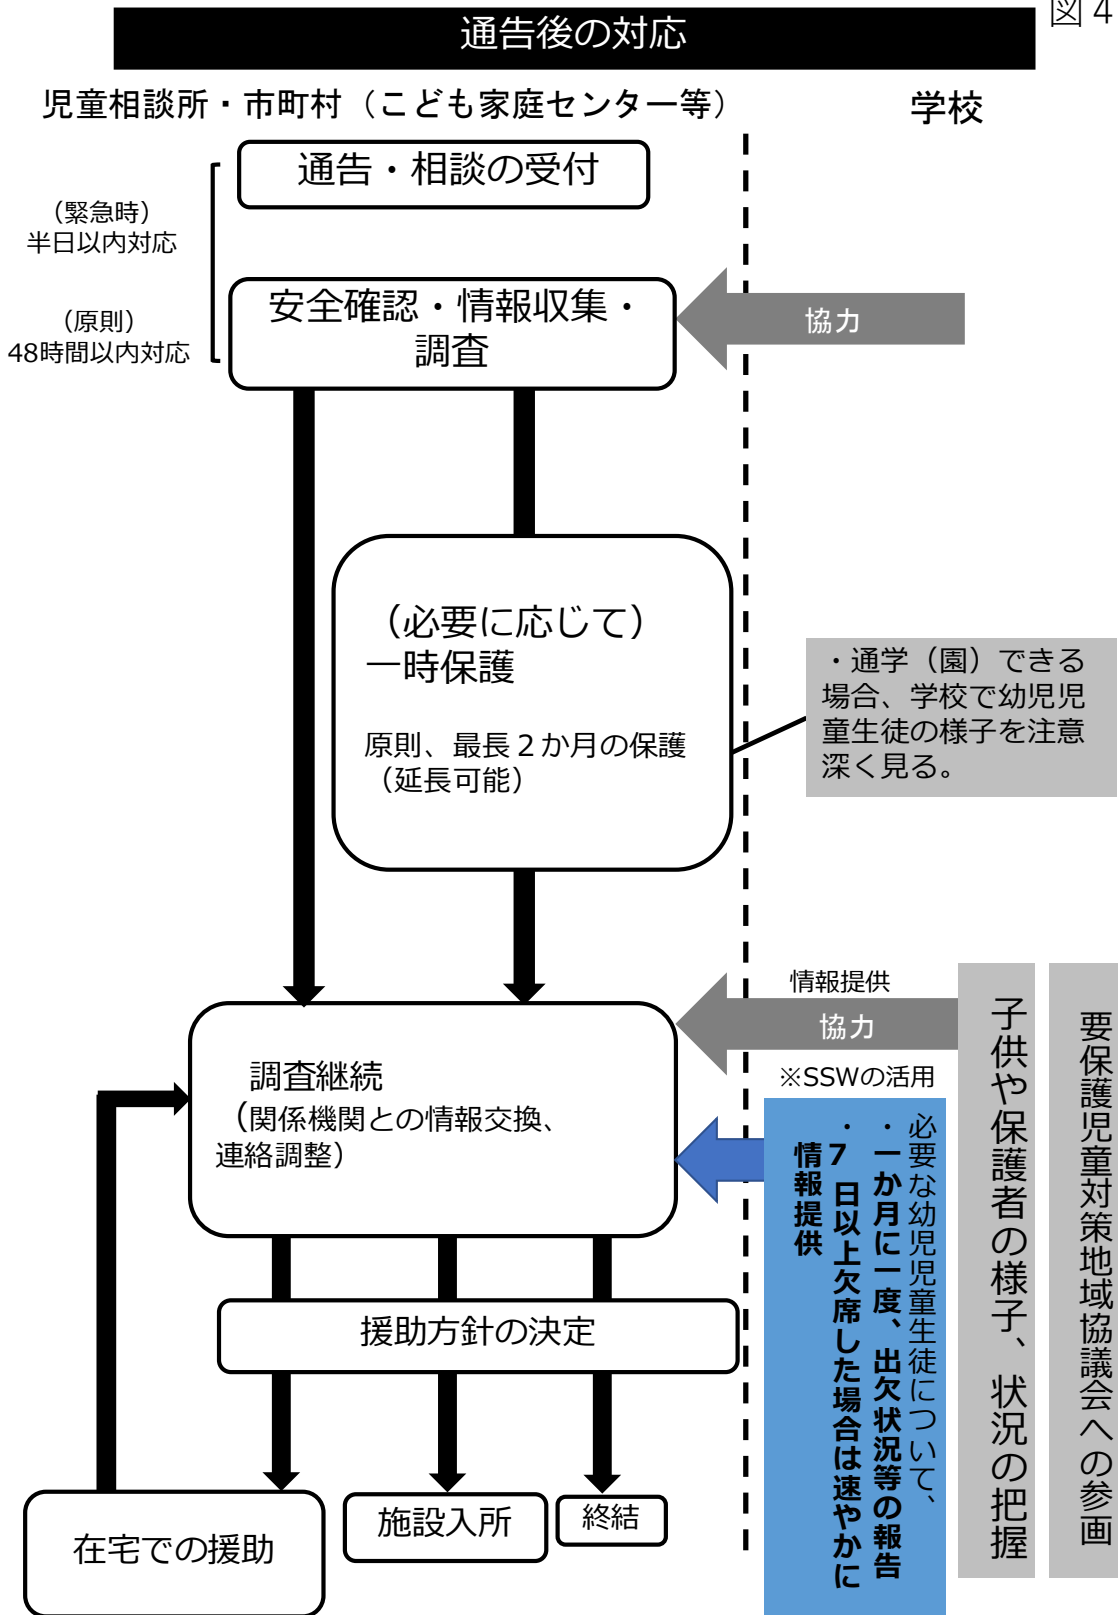 図４
通告後の対応
児童相談所・市町村（こども家庭センター等）
学校
通告・相談の受付
（緊急時）
半日以内対応
（原則）
48時間以内対応
安全確認・情報収集・
調査
協力
（必要に応じて）
一時保護
原則、最長２か月の保護
（延長可能）
・通学（園）できる
場合、学校で幼児児
童生徒の様子を注意
深く見る。
情報提供
協力
※SSWの活用
調査継続
（関係機関との情報交換、
連絡調整）
必要な幼児児童生徒について、
・一か月に一度、出欠状況等の報告
・７日以上欠席した場合は速やかに
情報提供
子供や保護者の様子、状況の把握
要保護児童対策地域協議会への参画
援助方針の決定
在宅での援助
施設入所
終結